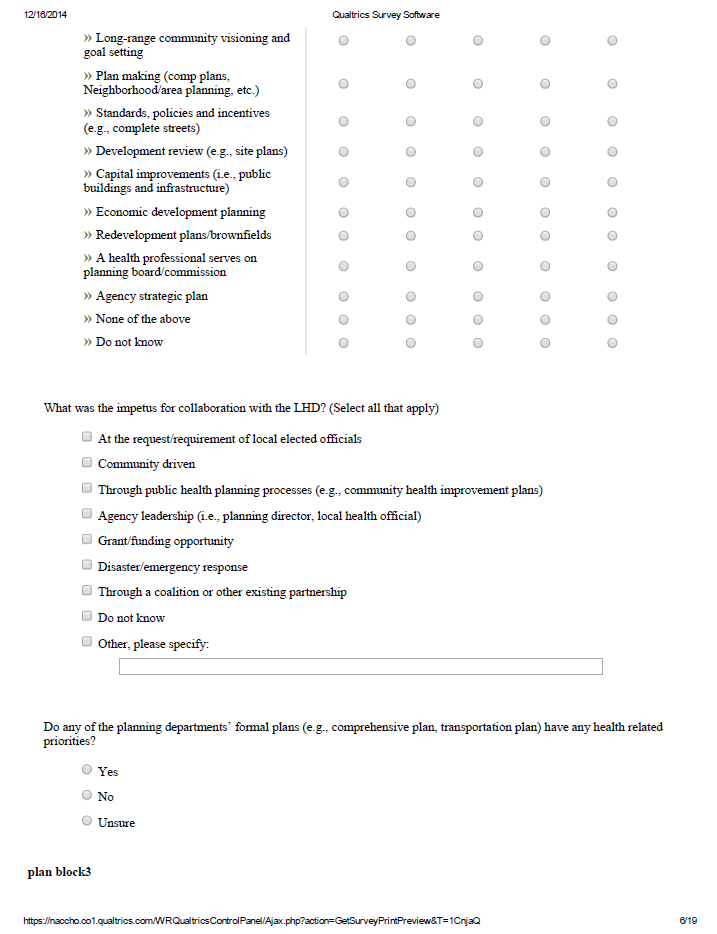 12/16/2014 Qualtrics Survey Software
» Long-range community visioning and
goal setting
» Plan making (comp plans,
Neighborhood/area planning, etc.)
» Standards, policies and incentives
(e.g., complete streets)
» Development review (e.g., site plans)
» Capital improvements (i.e., public
buildings and infrastructure)
» Economic development planning
» Redevelopment plans/brownfields
» A health professional serves on
planning board/commission
» Agency strategic plan
» None of the above
» Do not know
What was the impetus for collaboration with the LHD? (Select all that apply)
At the request/requirement of local elected officials
Community driven
Through public health planning processes (e.g., community health improvement plans)
Agency leadership (i.e., planning director, local health official)
Grant/funding opportunity
Disaster/emergency response
Through a coalition or other existing partnership
Do not know
Other, please specify:
Do any of the planning departments’ formal plans (e.g., comprehensive plan, transportation plan) have any health related
priorities?
Yes
No
Unsure
plan block3
https://naccho.co1.qualtrics.com/WRQualtricsControlPanel/Ajax.php?action=GetSurveyPrintPreview&T=1CnjaQ 6/19